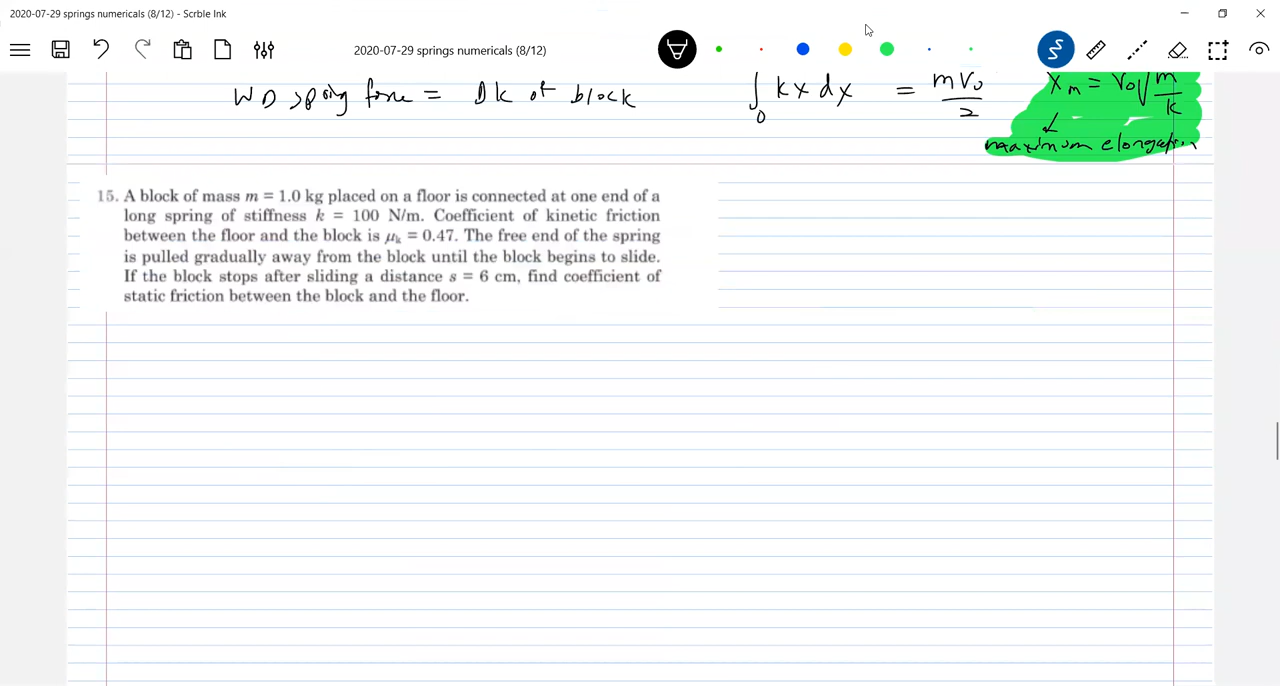 2020-07-29 springs numericals (8/12) - Scrble Ink
2020-07-29 springs numericals (8/12)
WD spring force = Dk of block
∫ kx dx = mv₀ / 2
0
xₘ = v₀√m/k
maximum elongation
15. A block of mass m = 1.0 kg placed on a floor is connected at one end of a
long spring of stiffness k = 100 N/m. Coefficient of kinetic friction
between the floor and the block is μₖ = 0.47. The free end of the spring
is pulled gradually away from the block until the block begins to slide.
If the block stops after sliding a distance s = 6 cm, find coefficient of
static friction between the block and the floor.